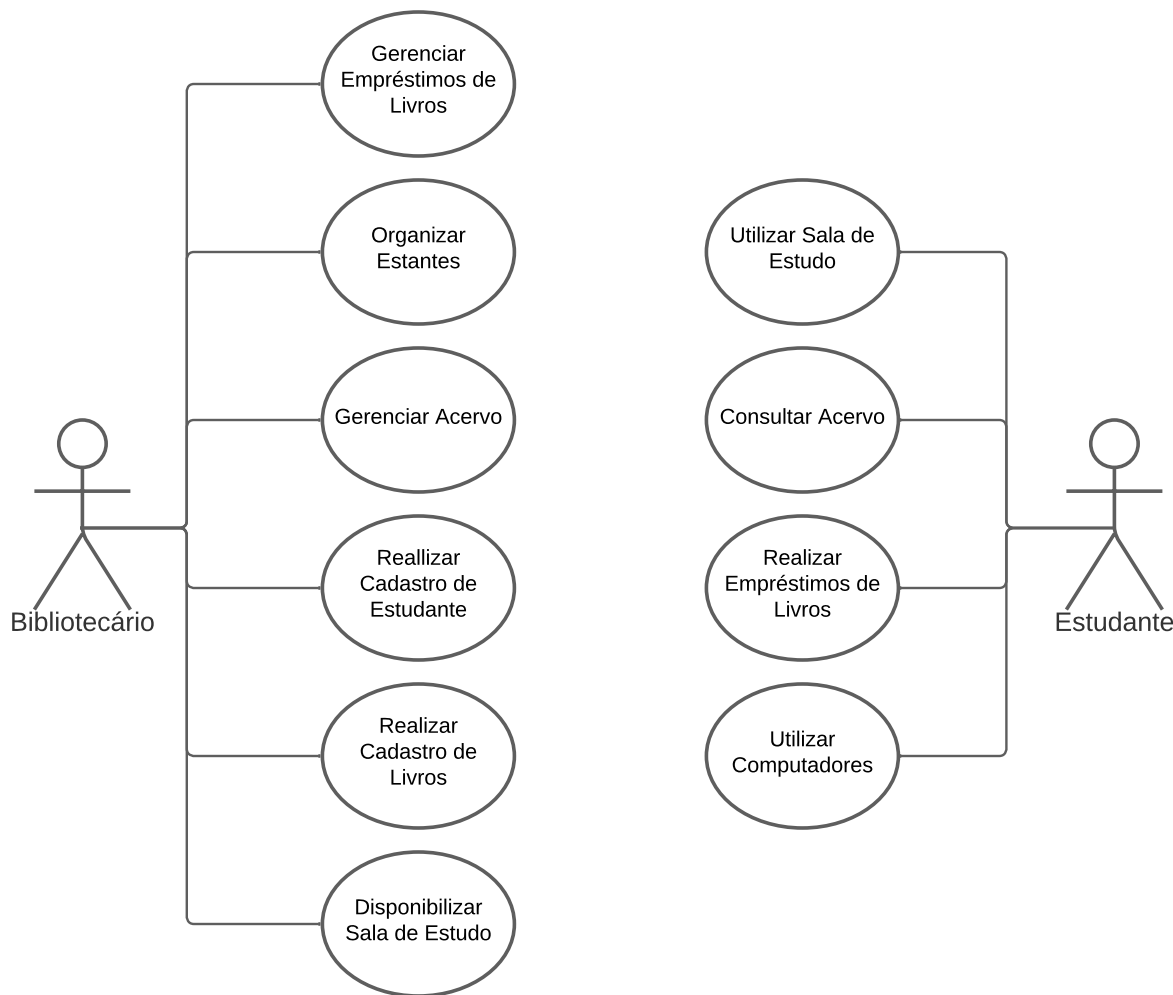 Gerenciar
Empréstimos de
Livros
Organizar
Estantes
Utilizar Sala de
Estudo
Gerenciar Acervo
Consultar Acervo
Reallizar
Cadastro de
Estudante
Realizar
Empréstimos de
Livros
Bibliotecário
Estudante
Realizar
Cadastro de
Livros
Utilizar
Computadores
Disponibilizar
Sala de Estudo